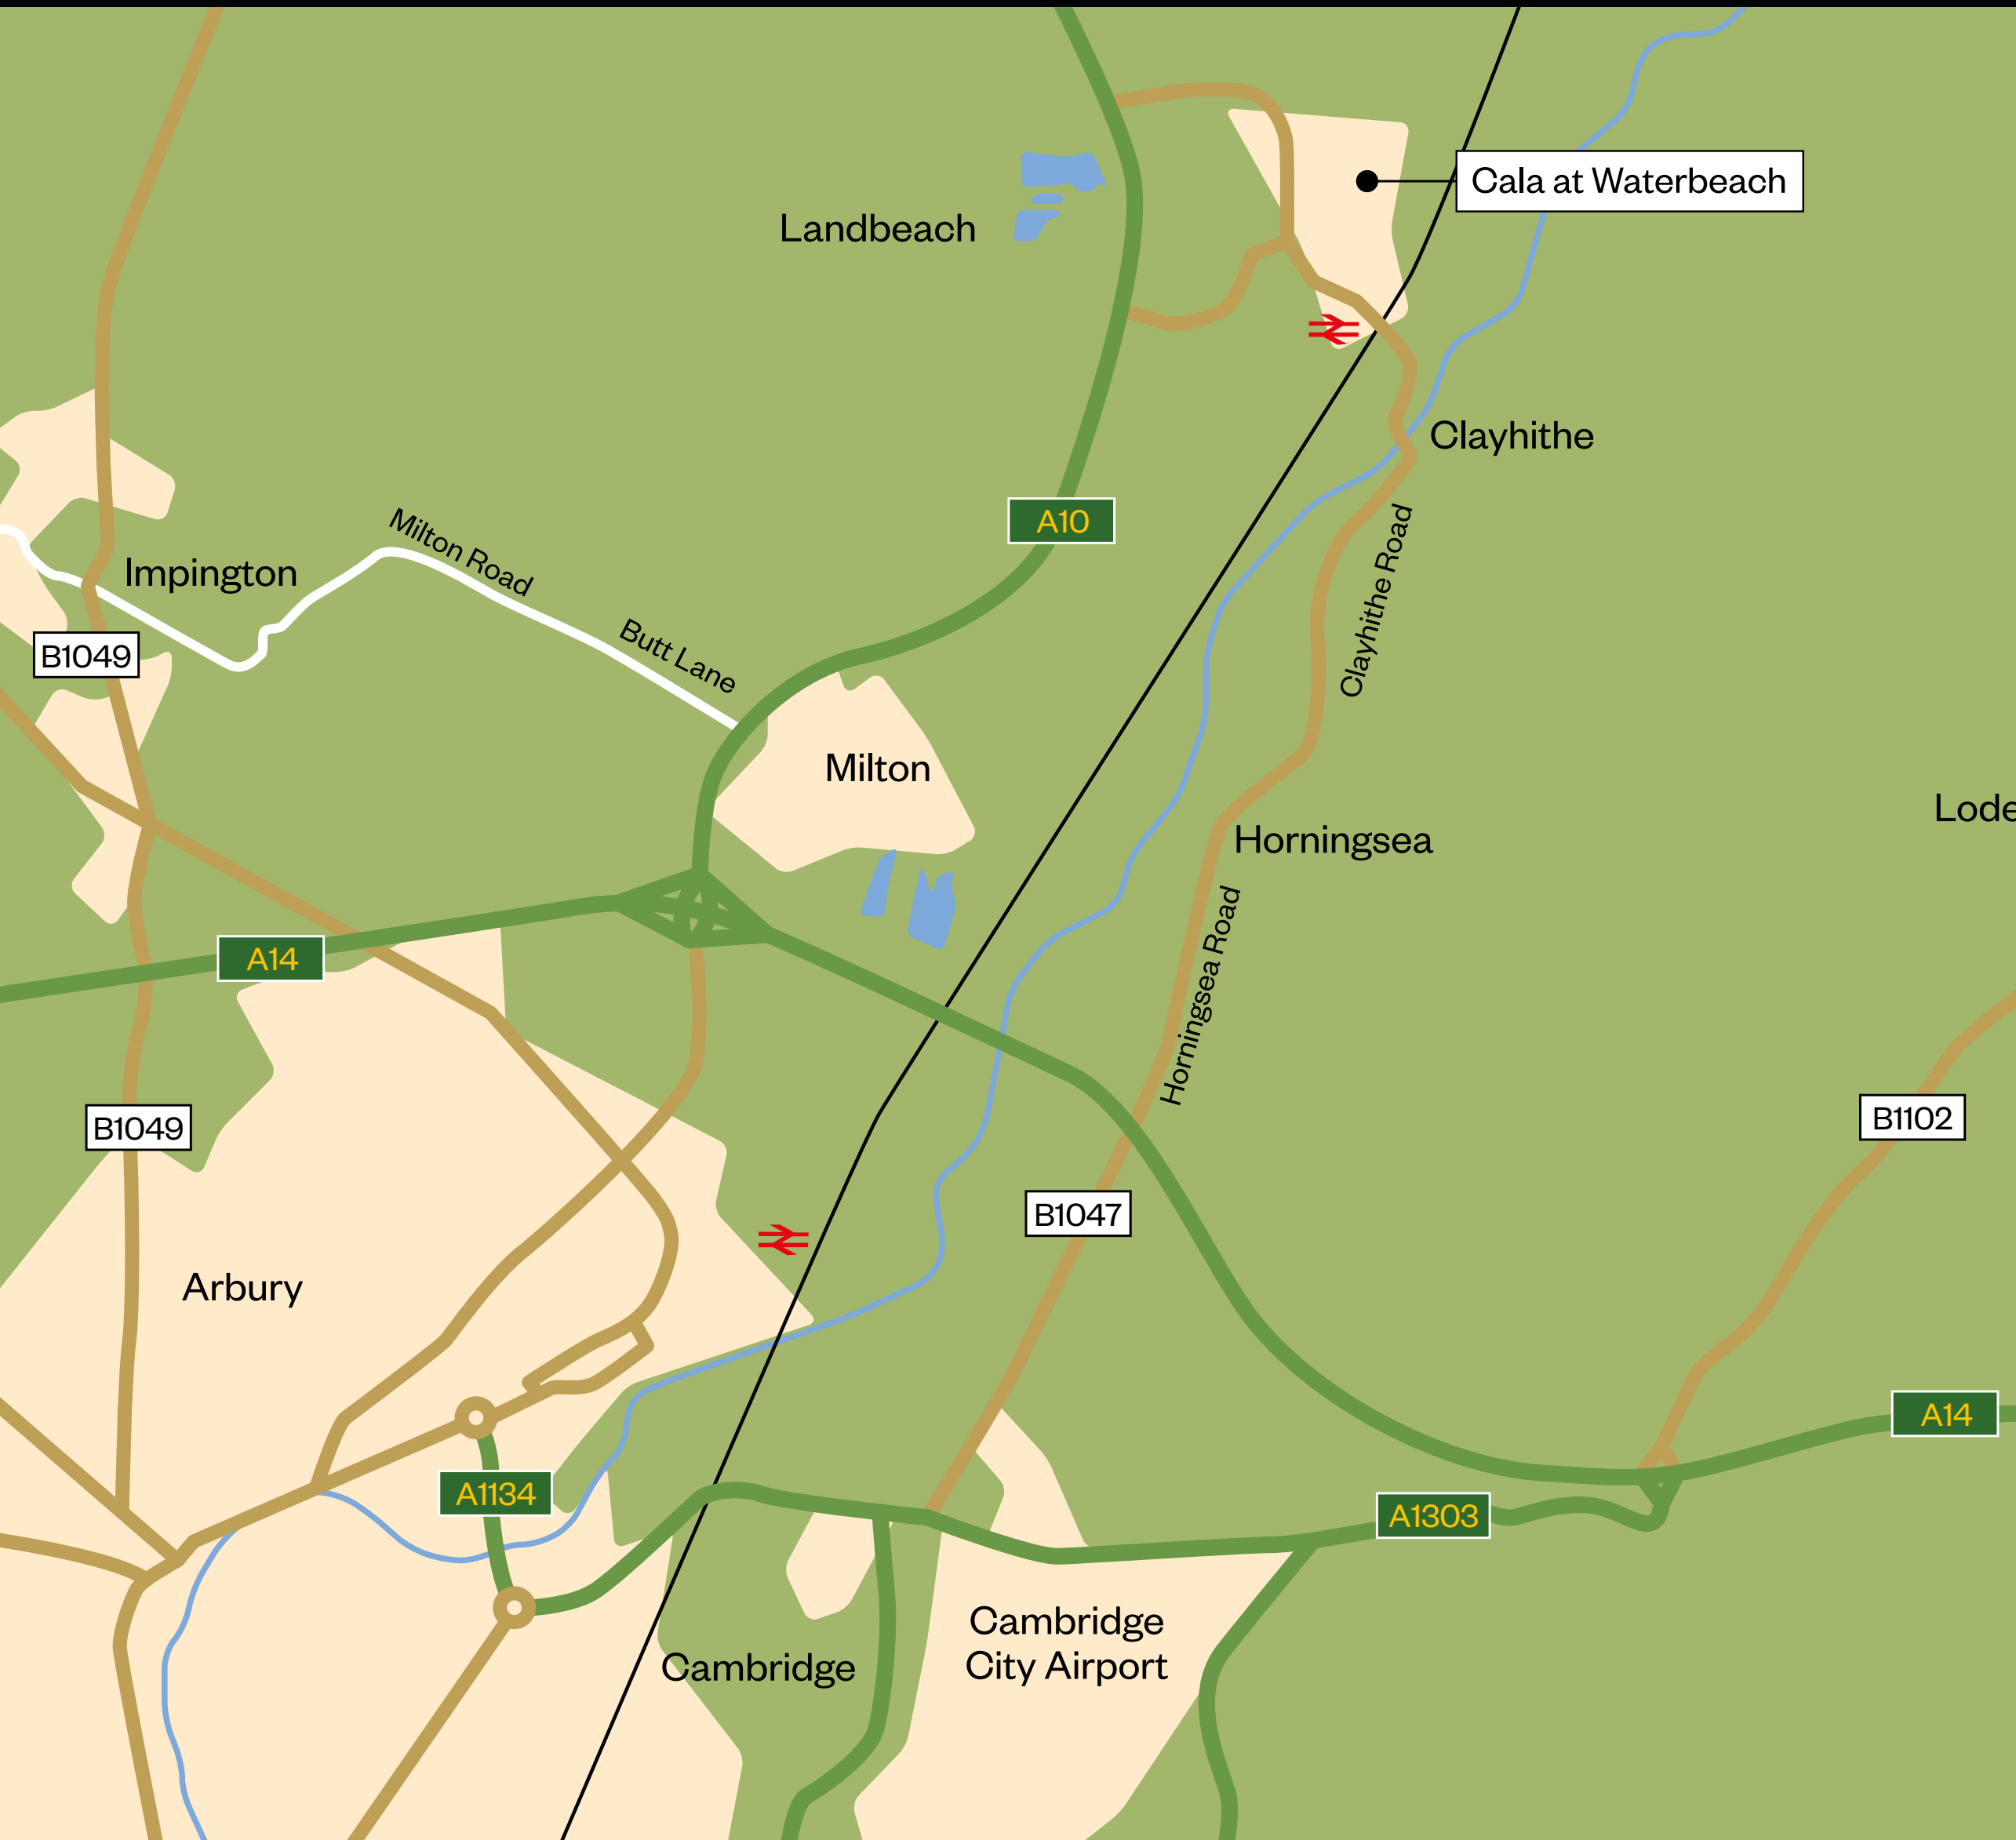 Cala at Waterbeach
Landbeach
Clayhithe
A10
Milton Road
Impington
Clayhithe Road
Butt Lane
B1049
Milton
Lode
Horningsea
A14
Horningsea Road
B1049
B1102
B1047
Arbury
A14
A1134
A1303
Cambridge
City Airport
Cambridge